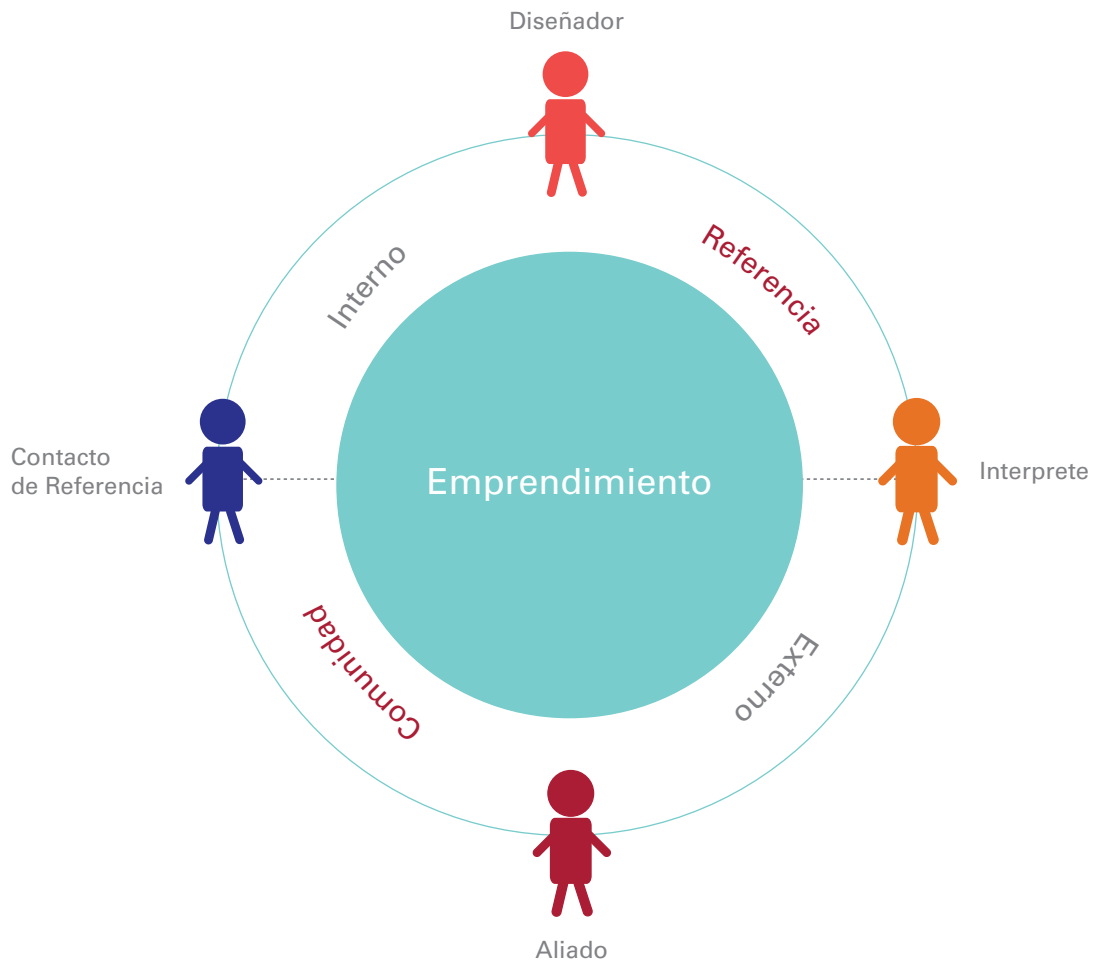 Diseñador
Interno
Referencia
Contacto
de Referencia
Emprendimiento
Interprete
Comunidad
Externo
Aliado